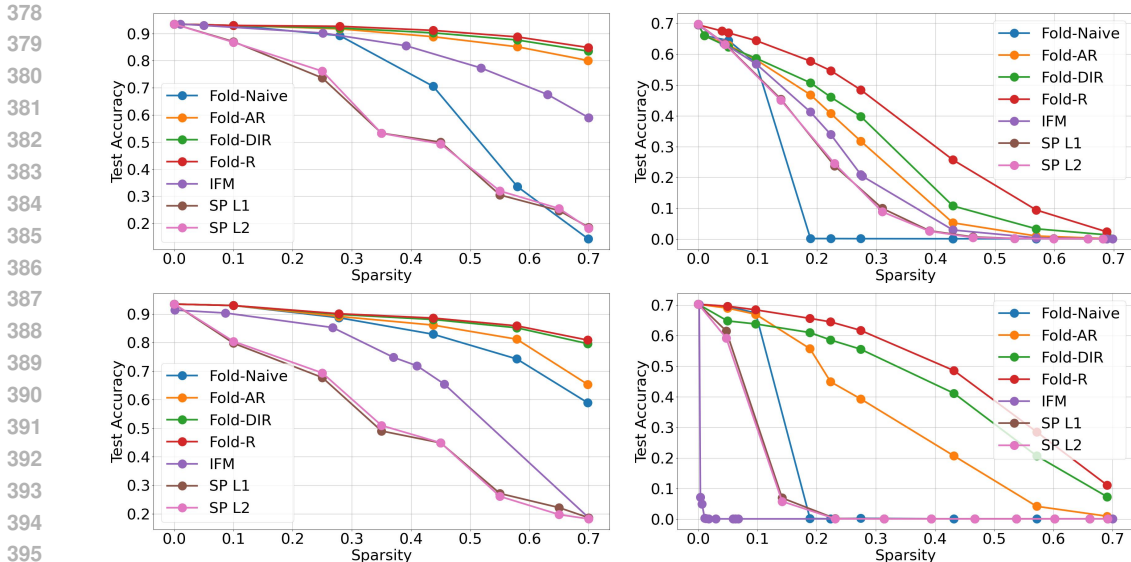 378
379
380
381
382
383
384
385
386
387
388
389
390
391
392
393
394
395
Test Accuracy
0.9
0.8
0.7
0.6
0.5
0.4
0.3
0.2
Fold-Naive
Fold-AR
Fold-DIR
Fold-R
IFM
SP L1
SP L2
0.0 0.1 0.2 0.3 0.4 0.5 0.6 0.7
Sparsity
Test Accuracy
0.7
0.6
0.5
0.4
0.3
0.2
0.1
0.0
Fold-Naive
Fold-AR
Fold-DIR
Fold-R
IFM
SP L1
SP L2
0.0 0.1 0.2 0.3 0.4 0.5 0.6 0.7
Sparsity
Test Accuracy
0.9
0.8
0.7
0.6
0.5
0.4
0.3
0.2
Fold-Naive
Fold-AR
Fold-DIR
Fold-R
IFM
SP L1
SP L2
0.0 0.1 0.2 0.3 0.4 0.5 0.6 0.7
Sparsity
Test Accuracy
0.7
0.6
0.5
0.4
0.3
0.2
0.1
0.0
Fold-Naive
Fold-AR
Fold-DIR
Fold-R
IFM
SP L1
SP L2
0.0 0.1 0.2 0.3 0.4 0.5 0.6 0.7
Sparsity